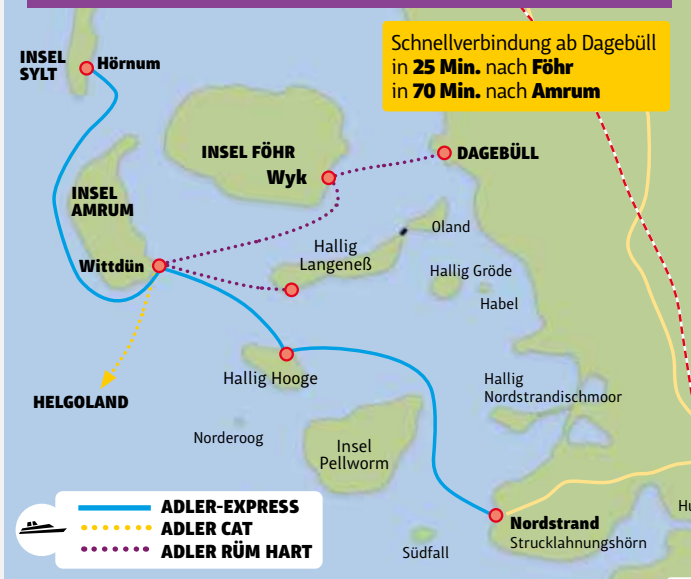 Schnellverbindung ab Dagebüll
in 25 Min. nach Föhr
in 70 Min. nach Amrum
INSEL
SYLT
Hörnum
INSEL FÖHR
Wyk
DAGEBÜLL
INSEL
AMRUM
Wittdün
Oland
Hallig
Langeneß
Hallig Gröde
Habel
Hallig Hooge
Hallig
Nordstrandischmoor
HELGOLAND
Norderoog
Insel
Pellworm
ADLER-EXPRESS
ADLER CAT
ADLER RÜM HART
Nordstrand
Strucklahnungshörn
Südfall